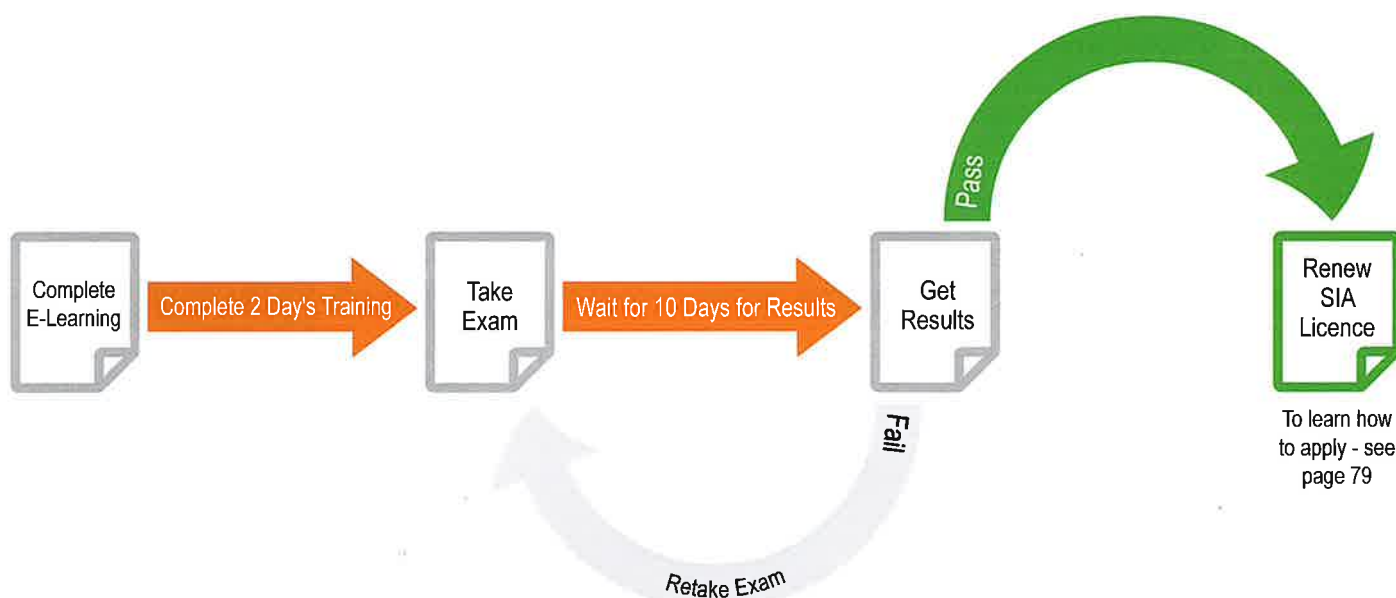 Complete
E-Learning
Complete 2 Day's Training
Take
Exam
Wait for 10 Days for Results
Get
Results
Pass
Renew
SIA
Licence
To learn how
to apply - see
page 79
Fail
Retake Exam